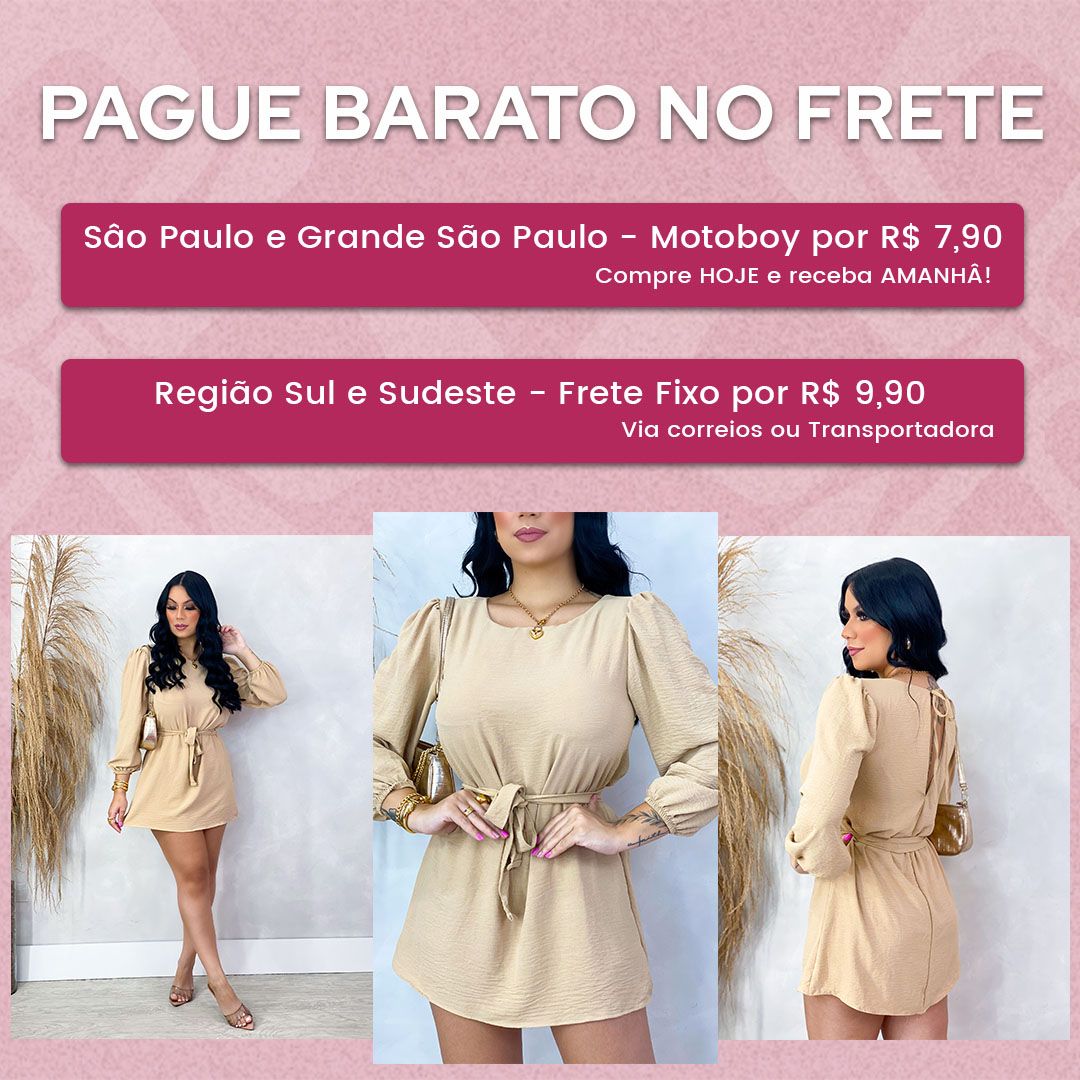 PAGUE BARATO NO FRETE
Sâo Paulo e Grande São Paulo - Motoboy por R$ 7,90
Compre HOJE e receba AMANHÂ!
Região Sul e Sudeste - Frete Fixo por R$ 9,90
Via correios ou Transportadora